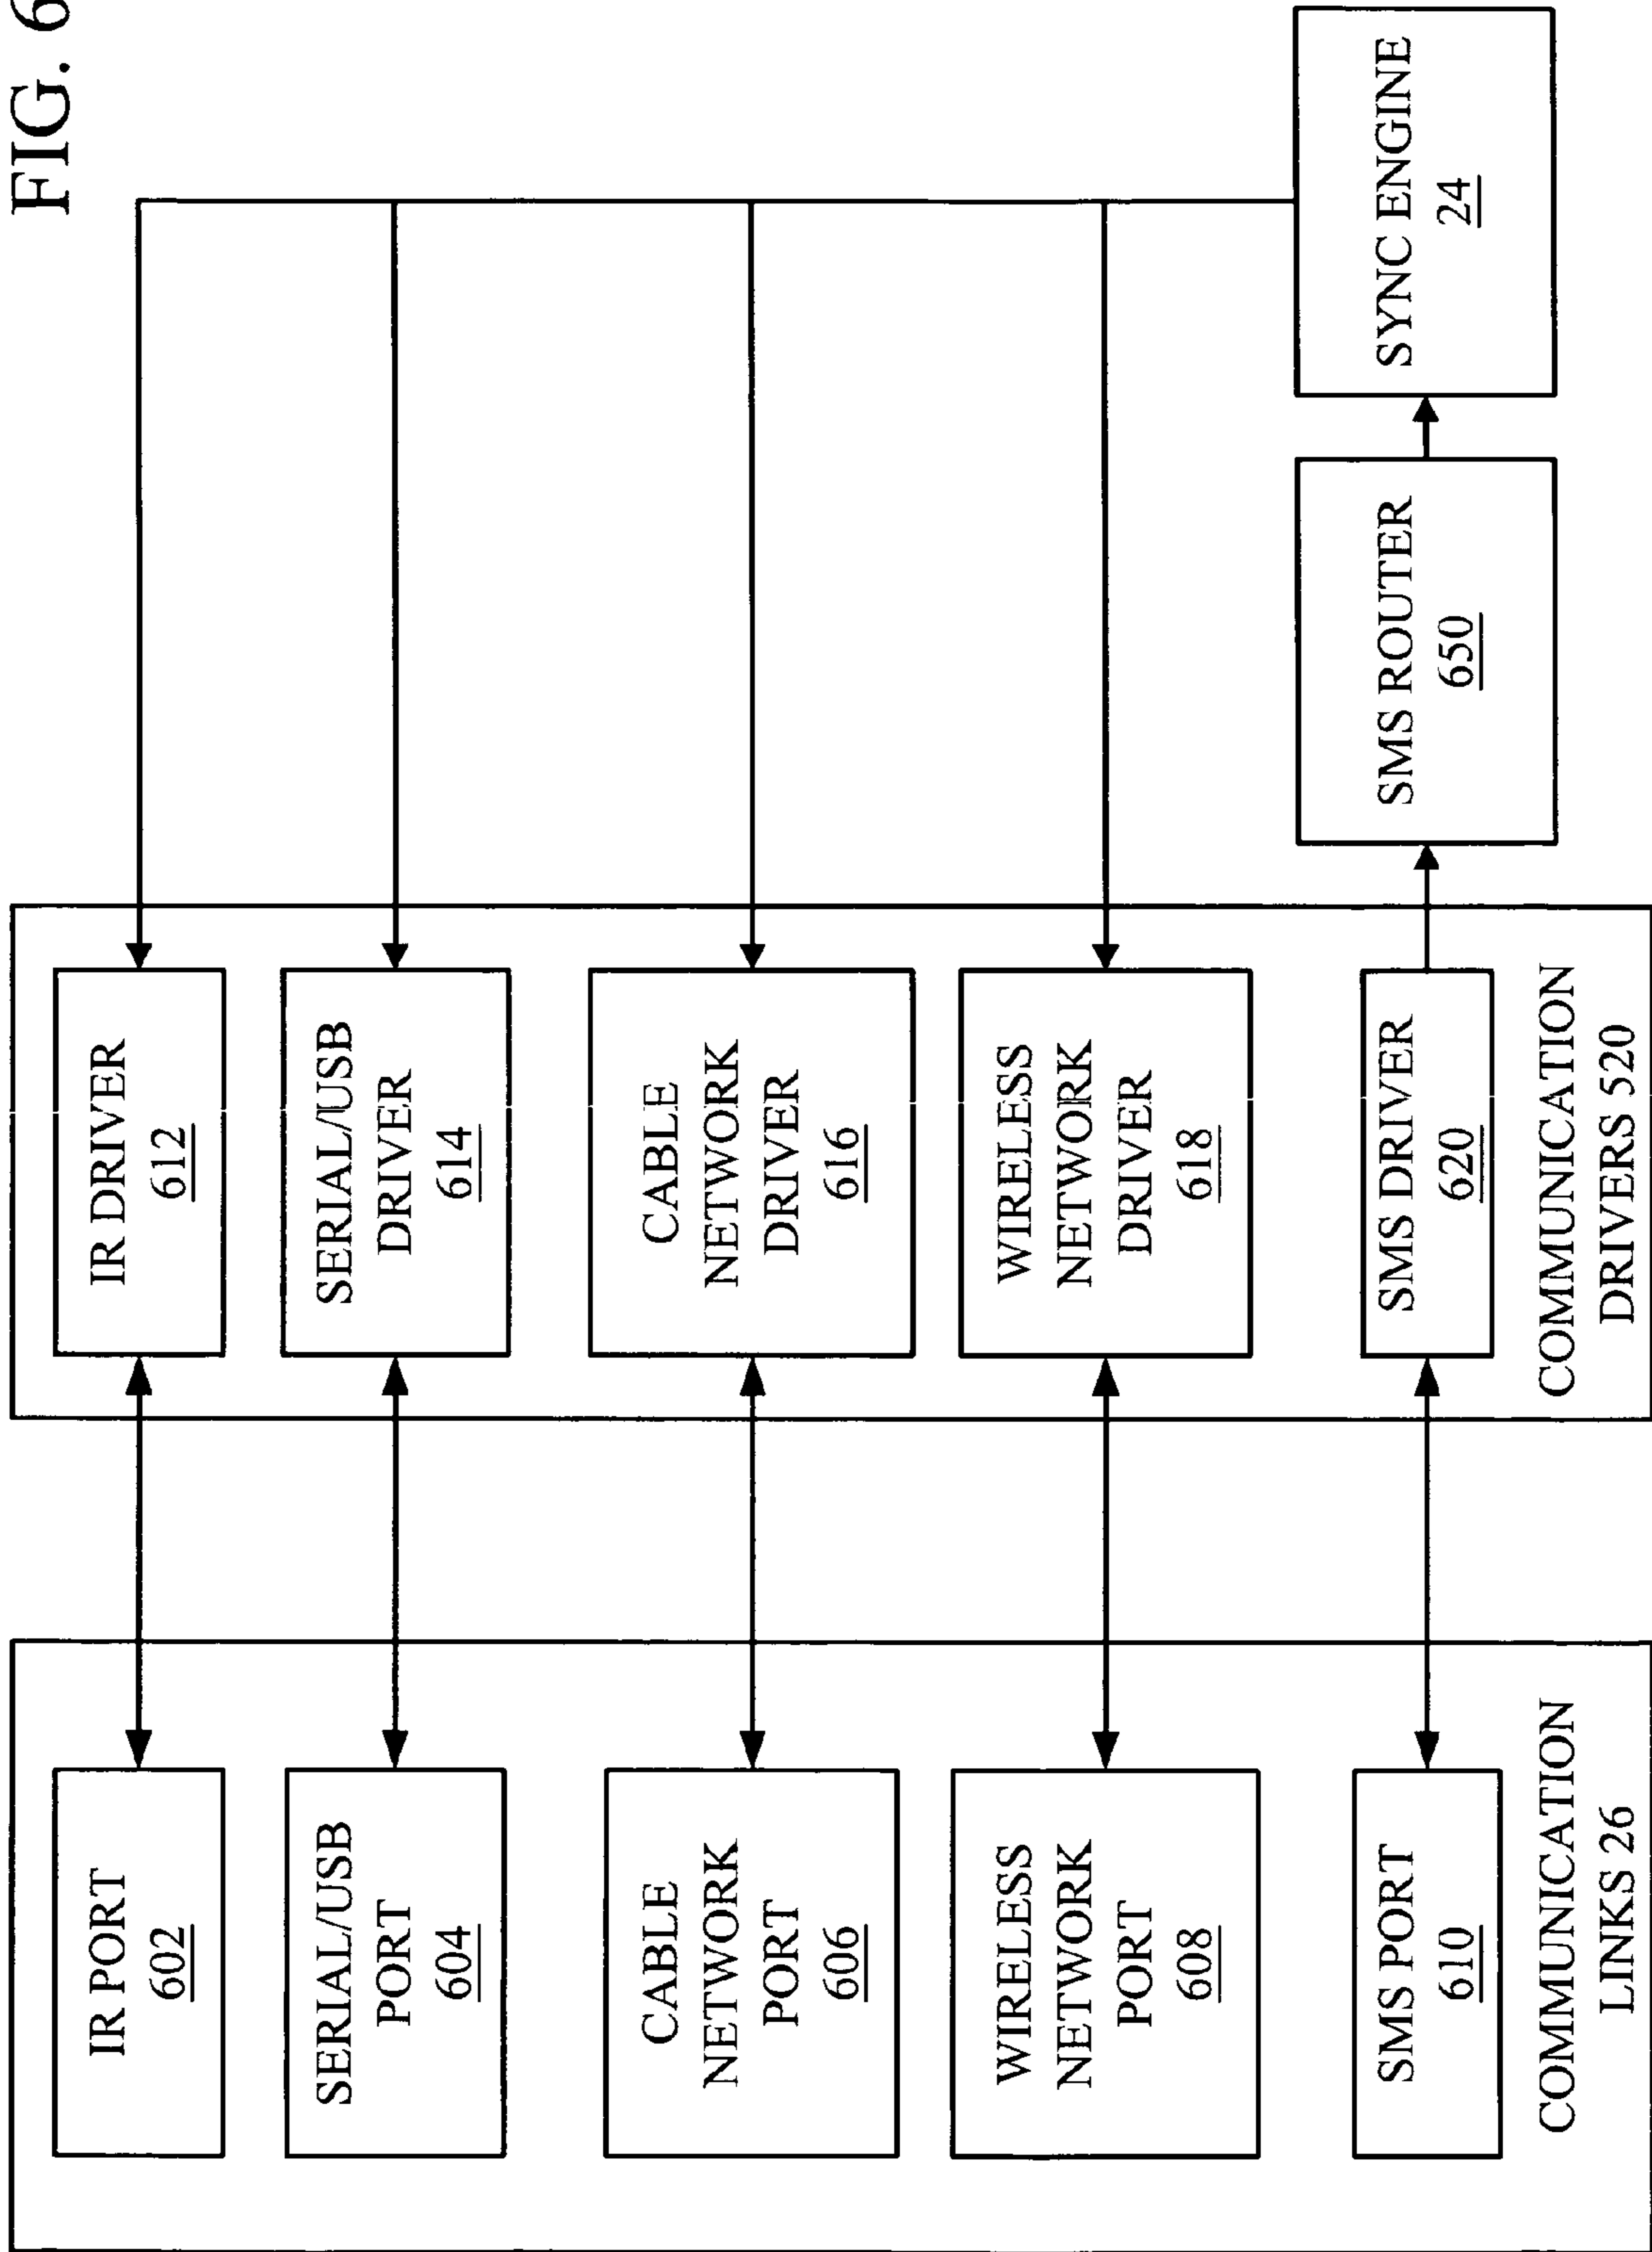 FIG. 6
IR PORT
602
SERIAL/USB
PORT
604
CABLE
NETWORK
PORT
606
WIRELESS
NETWORK
PORT
608
SMS PORT
610
COMMUNICATION
LINKS 26
IR DRIVER
612
SERIAL/USB
DRIVER
614
CABLE
NETWORK
DRIVER
616
WIRELESS
NETWORK
DRIVER
618
SMS DRIVER
620
COMMUNICATION
DRIVERS 520
SMS ROUTER
650
SYNC ENGINE
24